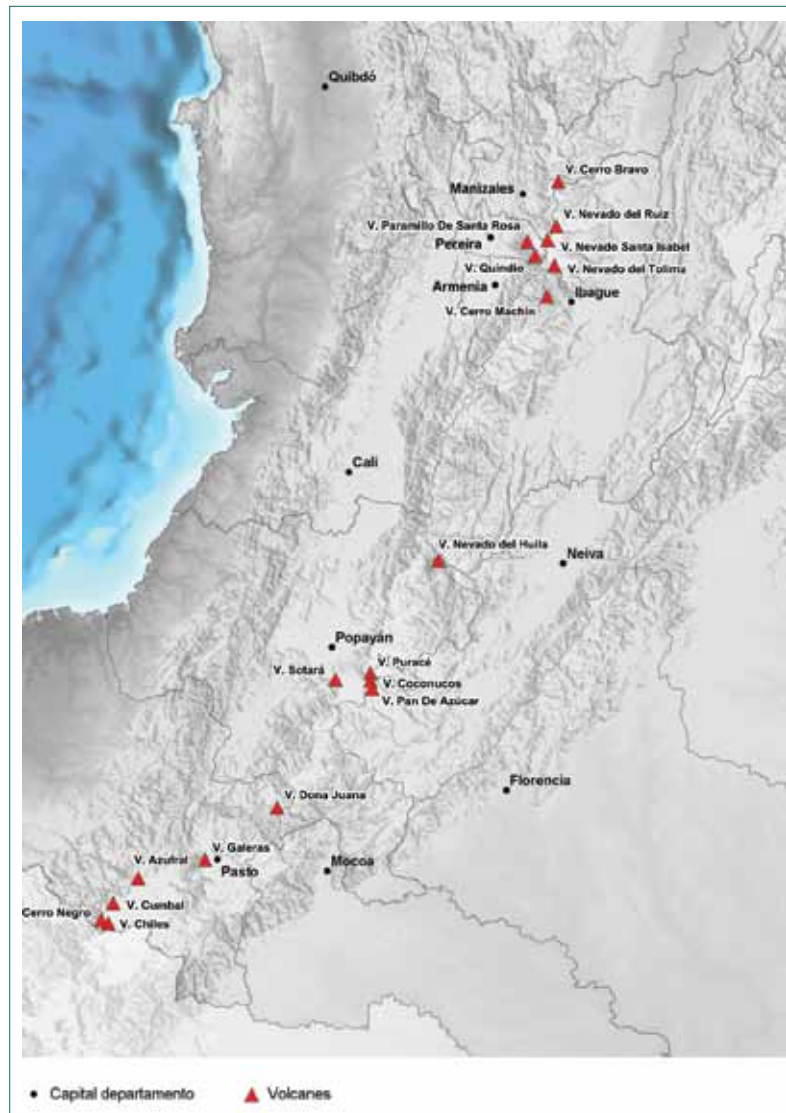 Quibdó
V. Cerro Bravo
Manizales
V. Nevado del Ruiz
V. Paramillo De Santa Rosa
Pereira
V. Nevado Santa Isabel
V. Quindio
V. Nevado del Tolima
Armenia
Ibague
V. Cerro Machin
Cali
V. Nevado del Huila
Neiva
Popayán
V. Puracé
V. Sotará
V. Coconucos
V. Pan De Azúcar
Florencia
V. Dona Juana
V. Galeras
V. Azufral
Pasto
Mocoa
V. Cumbal
Cerro Negro
V. Chiles
Capital departamento
Volcanes